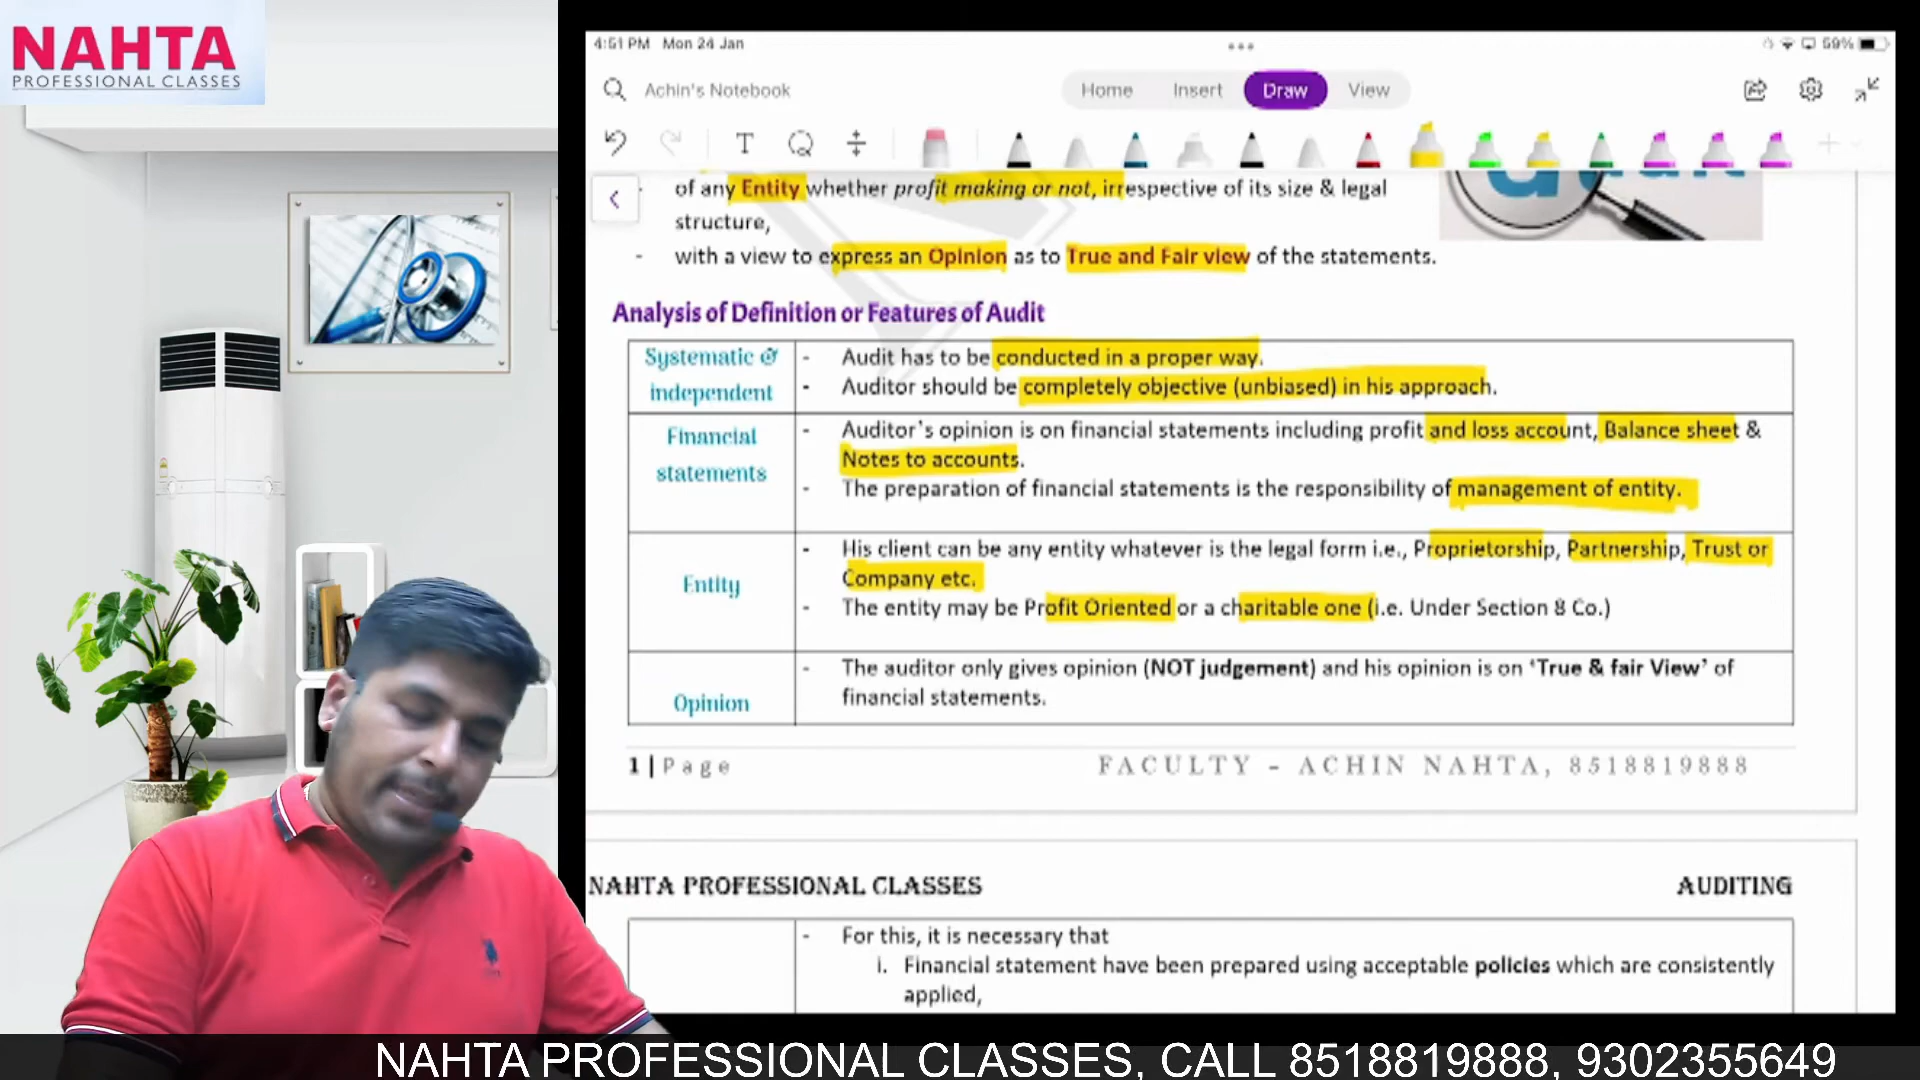 NAHTA
PROFESSIONAL CLASSES
4:51 PM Mon 24 Jan
59%
Achin's Notebook
Home Insert Draw View
of any Entity whether profit making or not, irrespective of its size & legal
structure,
- with a view to express an Opinion as to True and Fair view of the statements.
Analysis of Definition or Features of Audit
Systematic &
independent
- Audit has to be conducted in a proper way.
- Auditor should be completely objective (unbiased) in his approach.
Financial
statements
- Auditor's opinion is on financial statements including profit and loss account, Balance sheet &
Notes to accounts.
- The preparation of financial statements is the responsibility of management of entity.
Entity
- His client can be any entity whatever is the legal form i.e., Proprietorship, Partnership, Trust or
Company etc.
- The entity may be Profit Oriented or a charitable one (i.e. Under Section 8 Co.)
Opinion
- The auditor only gives opinion (NOT judgement) and his opinion is on ‘True & fair View’ of
financial statements.
1 | Page
FACULTY – ACHIN NAHTA, 8518819888
NAHTA PROFESSIONAL CLASSES
AUDITING
- For this, it is necessary that
i. Financial statement have been prepared using acceptable policies which are consistently
applied,
NAHTA PROFESSIONAL CLASSES, CALL 8518819888, 9302355649